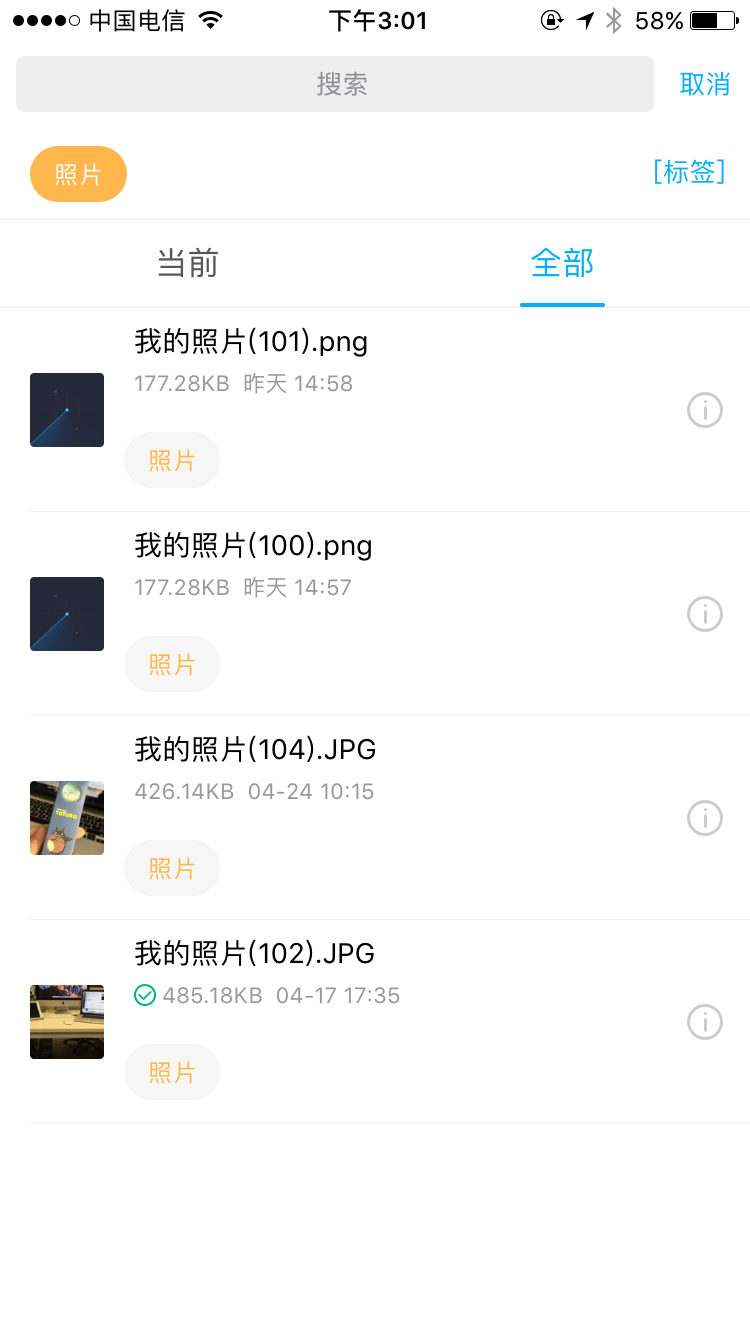 中国电信 下午3:01 58%
搜索 取消
照片 [标签]
当前 全部
我的照片(101).png
177.28KB 昨天 14:58
照片
我的照片(100).png
177.28KB 昨天 14:57
照片
我的照片(104).JPG
426.14KB 04-24 10:15
照片
TOTORO
我的照片(102).JPG
485.18KB 04-17 17:35
照片